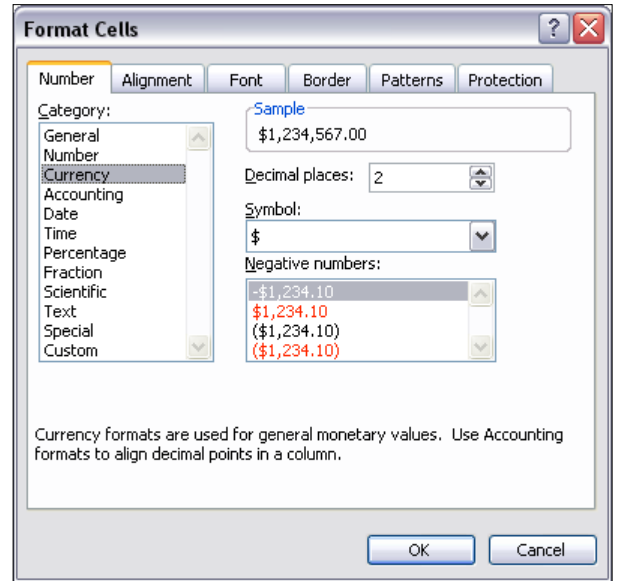 Format Cells
Number Alignment Font Border Patterns Protection
Category:
General
Number
Currency
Accounting
Date
Time
Percentage
Fraction
Scientific
Text
Special
Custom
Sample
$1,234,567.00
Decimal places: 2
Symbol:
$
Negative numbers:
-$1,234.10
$1,234.10
($1,234.10)
($1,234.10)
Currency formats are used for general monetary values.  Use Accounting
formats to align decimal points in a column.
OK Cancel